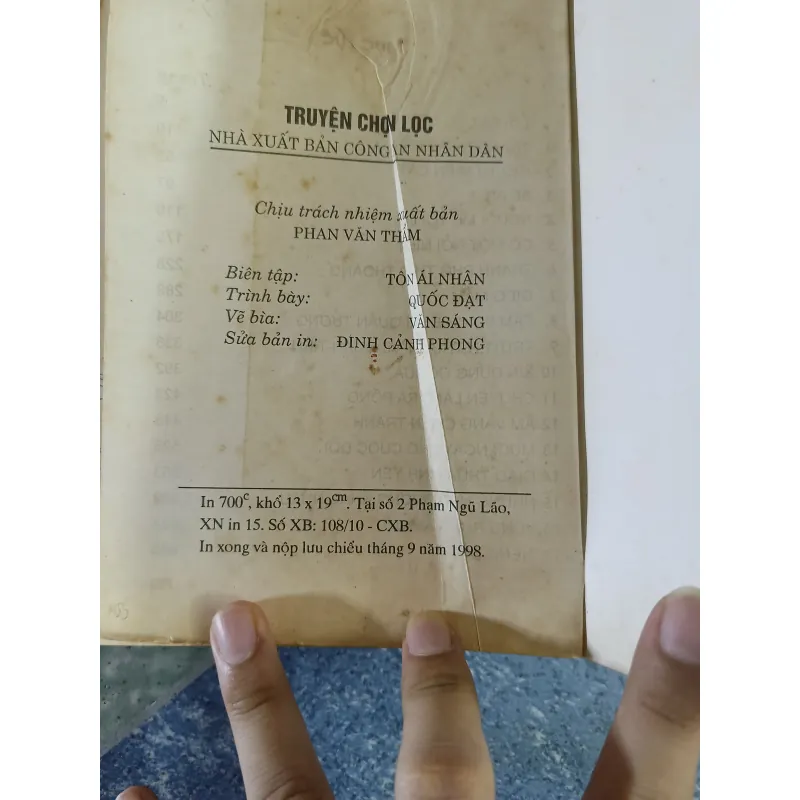 TRUYỆN CHỌN LỌC
NHÀ XUẤT BẢN CÔNG AN NHÂN DÂN
Chịu trách nhiệm xuất bản
PHAN VĂN THẨM
Biên tập: TÔN ÁI NHÂN
Trình bày: QUỐC ĐẠT
Vẽ bìa: VĂN SÁNG
Sửa bản in: ĐINH CẢNH PHONG
In 700c, khổ 13 x 19cm. Tại số 2 Phạm Ngũ Lão,
XN in 15. Số XB: 108/10 - CXB.
In xong và nộp lưu chiểu tháng 9 năm 1998.